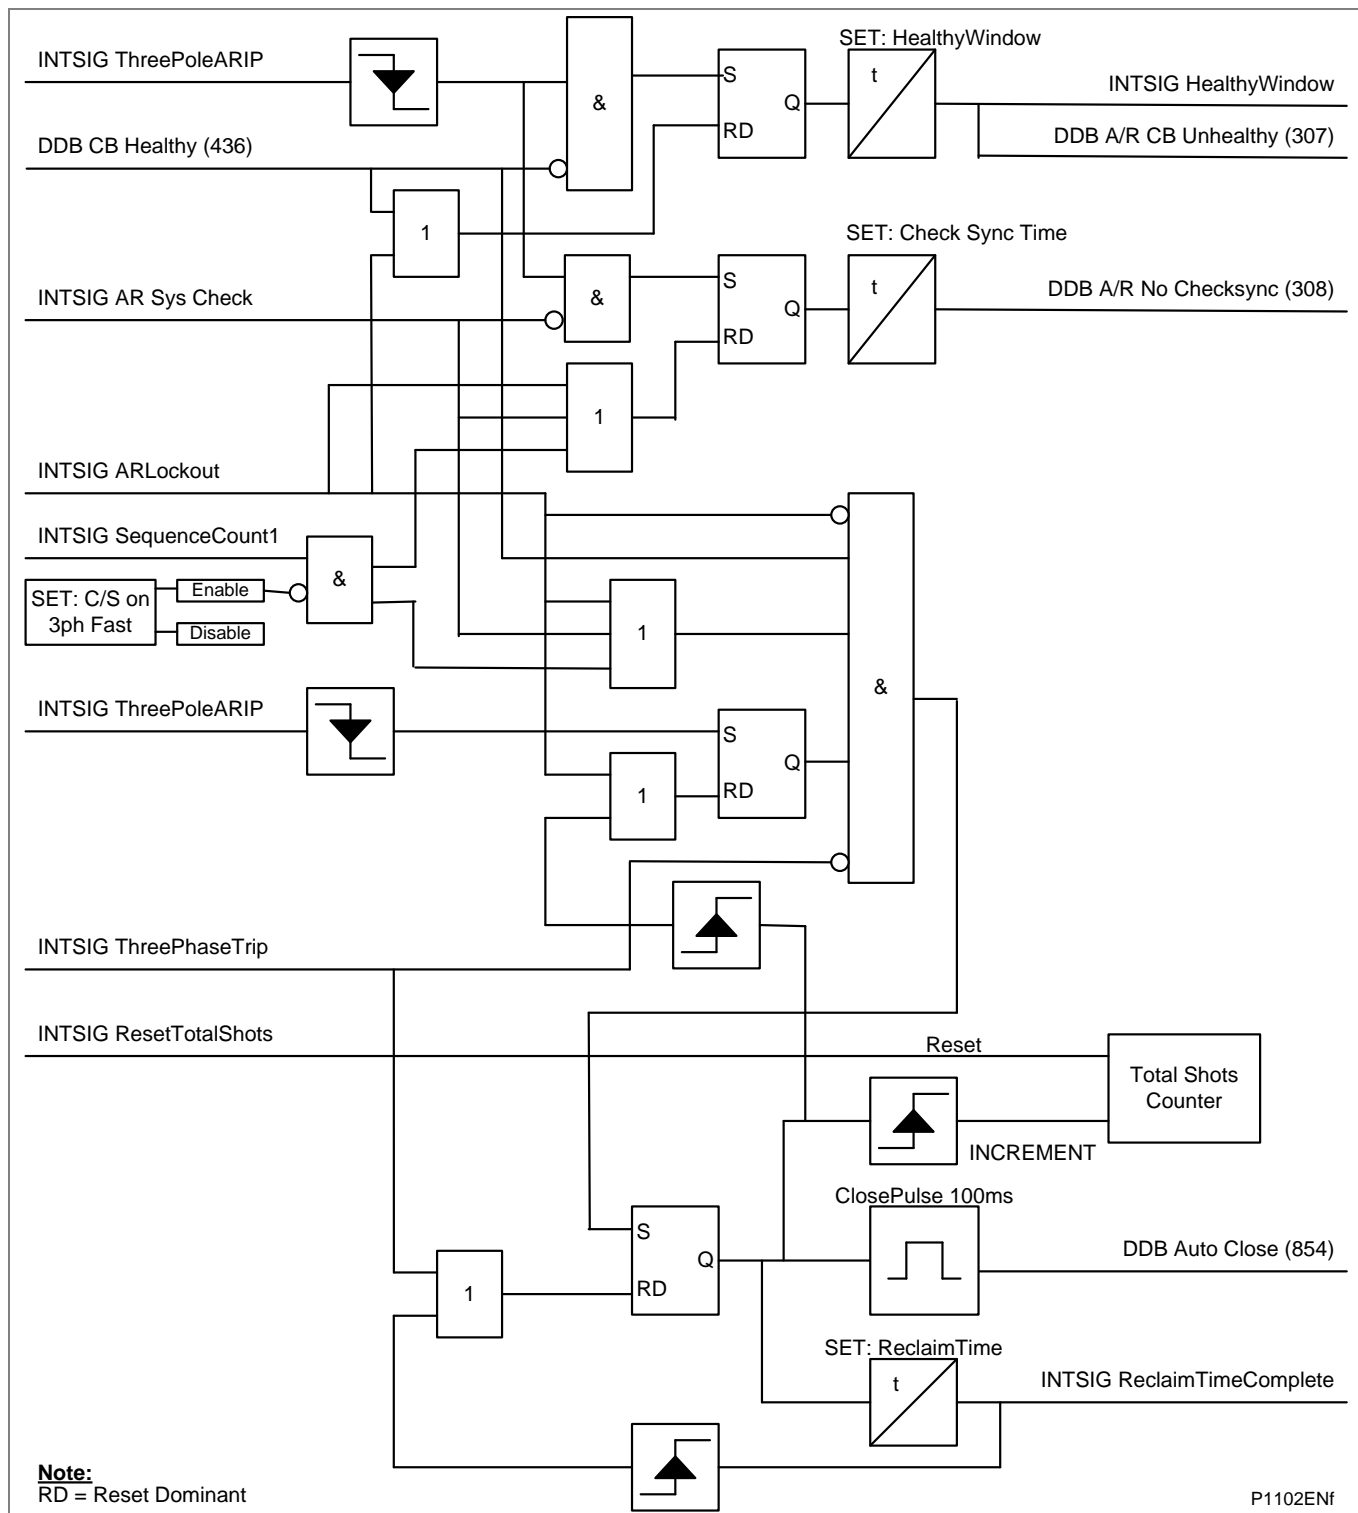 SET: HealthyWindow
INTSIG ThreePoleARIP
t
INTSIG HealthyWindow
S
Q
RD
&
DDB CB Healthy (436)
DDB A/R CB Unhealthy (307)
1
SET: Check Sync Time
INTSIG AR Sys Check
&
S
Q
RD
t
DDB A/R No Checksync (308)
1
INTSIG ARLockout
INTSIG SequenceCount1
&
SET: C/S on
3ph Fast
Enable
Disable
1
&
INTSIG ThreePoleARIP
S
Q
RD
1
INTSIG ThreePhaseTrip
INTSIG ResetTotalShots
Reset
Total Shots
Counter
INCREMENT
ClosePulse 100ms
S
Q
RD
DDB Auto Close (854)
1
SET: ReclaimTime
t
INTSIG ReclaimTimeComplete
Note:
RD = Reset Dominant
P1102ENf